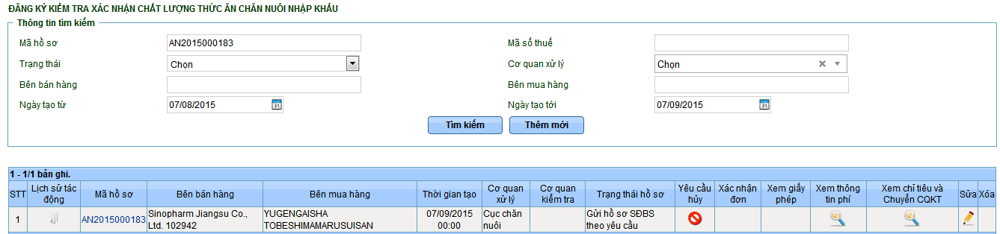 ĐĂNG KÝ KIỂM TRA XÁC NHẬN CHẤT LƯỢNG THỨC ĂN CHĂN NUÔI NHẬP KHẨU
Thông tin tìm kiếm
Mã hồ sơ AN2015000183 Mã số thuế
Trạng thái Chọn Cơ quan xử lý Chọn
Bên bán hàng Bên mua hàng
Ngày tạo từ 07/08/2015 31 Ngày tạo tới 07/09/2015 31
Tìm kiếm Thêm mới
1 - 1/1 bản ghi.
STT Lịch sử tác động Mã hồ sơ Bên bán hàng Bên mua hàng Thời gian tạo Cơ quan xử lý Cơ quan kiểm tra Trạng thái hồ sơ Yêu cầu hủy Xác nhận đơn Xem giấy phép Xem thông tin phí Xem chỉ tiêu và Chuyển CQKT Sửa Xóa
1 AN2015000183 Sinopharm Jiangsu Co., Ltd. 102942 YUGENGAISHA TOBESHIMAMARUSUISAN 07/09/2015 00:00 Cục chăn nuôi Gửi hồ sơ SĐBS theo yêu cầu